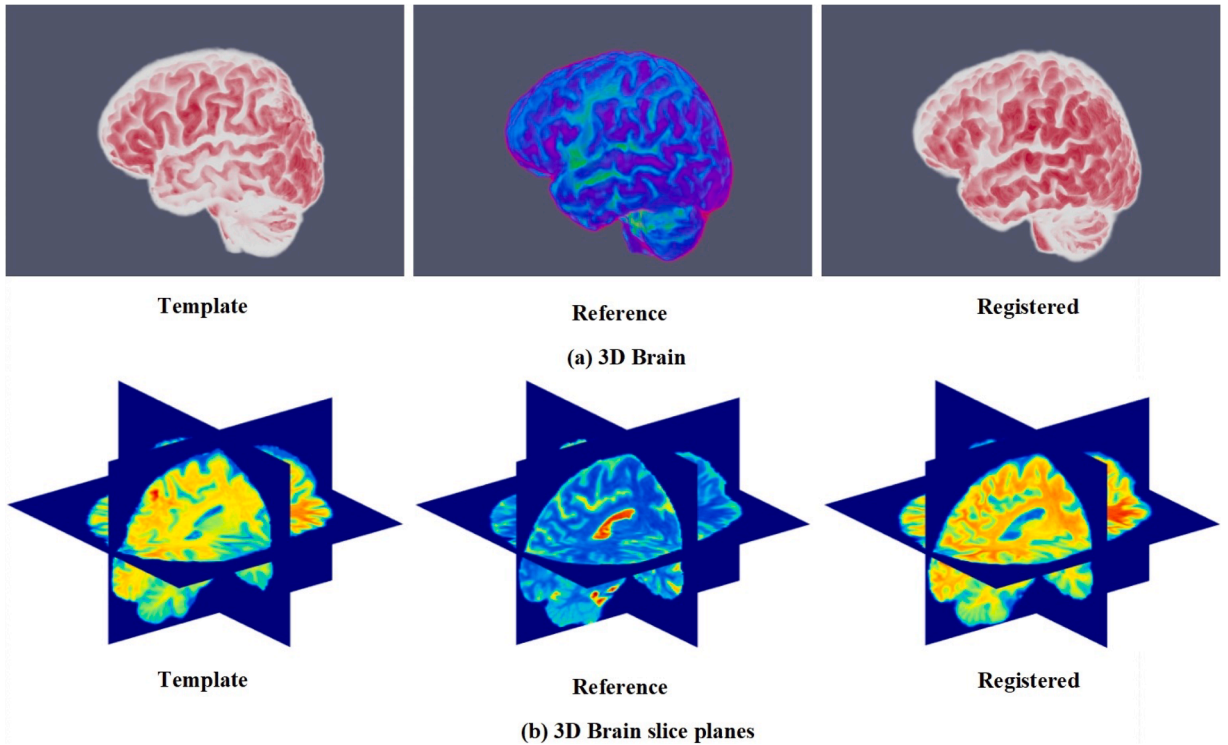 Template
Reference
Registered
(a) 3D Brain
Template
Reference
Registered
(b) 3D Brain slice planes